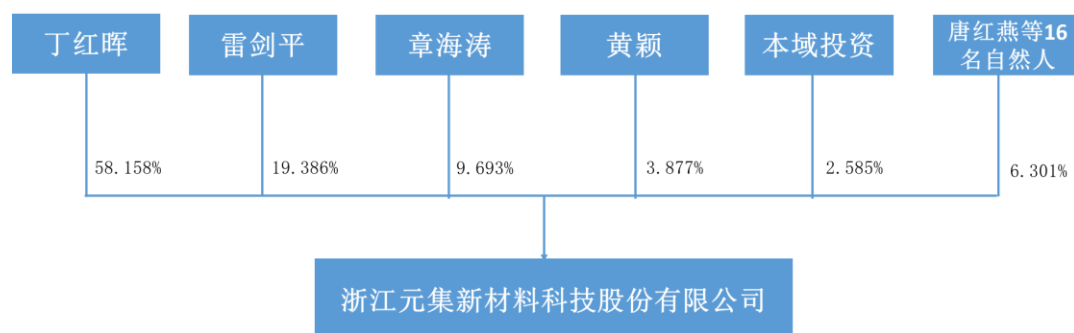 丁红晖
雷剑平
章海涛
黄颖
本域投资
唐红燕等16
名自然人
58.158%
19.386%
9.693%
3.877%
2.585%
6.301%
浙江元集新材料科技股份有限公司